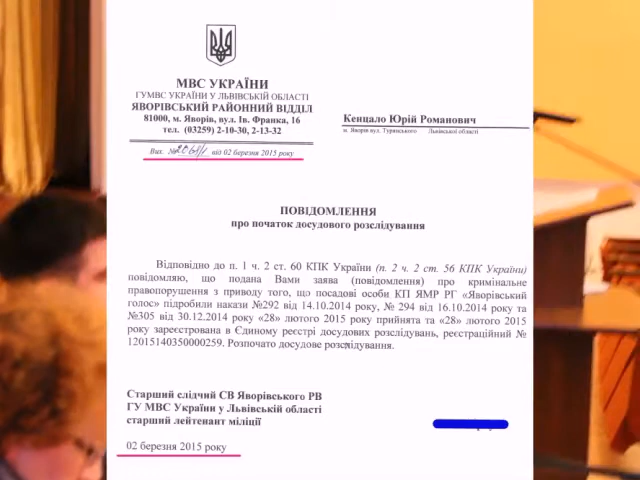 МВС УКРАЇНИ
ГУМВС УКРАЇНИ У ЛЬВІВСЬКІЙ ОБЛАСТІ
ЯВОРІВСЬКИЙ РАЙОННИЙ ВІДДІЛ
81000, м. Яворів, вул. Ів. Франка, 16
тел. (03259) 2-10-30, 2-13-32
Вих. № від 02 березня 2015 року
Кенцало Юрій Романович
м. Яворів вул. Турянського Львівської області
ПОВІДОМЛЕННЯ
про початок досудового розслідування
Відповідно до п. 1 ч. 2 ст. 60 КПК України (п. 2 ч. 2 ст. 56 КПК України)
повідомляю, що подана Вами заява (повідомлення) про кримінальне
правопорушення з приводу того, що посадові особи КП ЯМР РГ «Яворівський
голос» підробили накази №292 від 14.10.2014 року, № 294 від 16.10.2014 року та
№305 від 30.12.2014 року «28» лютого 2015 року прийнята та «28» лютого 2015
року зареєстрована в Єдиному реєстрі досудових розслідувань, реєстраційний №
12015140350000259. Розпочато досудове розслідування.
Старший слідчий СВ Яворівського РВ
ГУ МВС України у Львівській області
старший лейтенант міліції
02 березня 2015 року